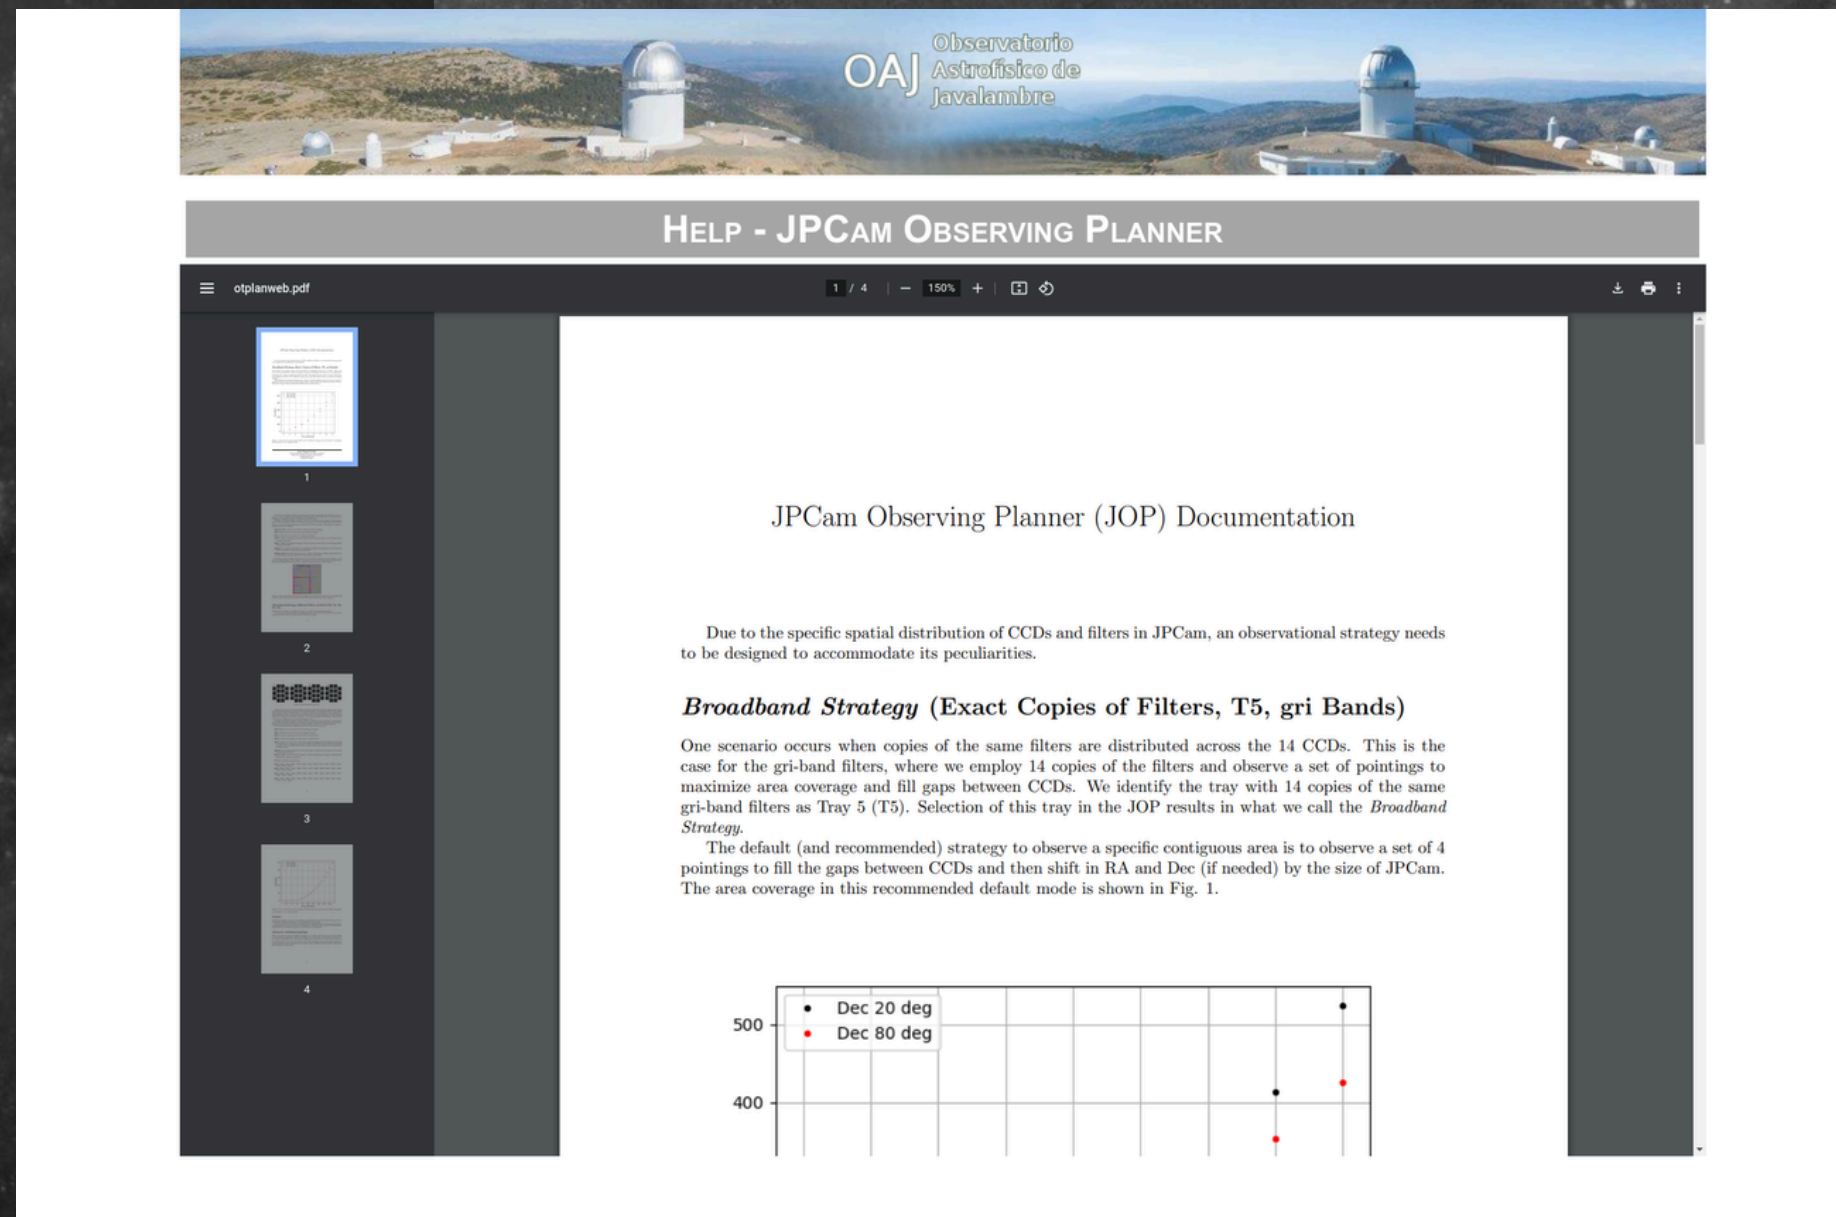 OAJ
Observatorio
Astrofísico de
Javalambre
HELP - JPCAM OBSERVING PLANNER
otplanweb.pdf
1 / 4
150%
1
2
3
4
JPCam Observing Planner (JOP) Documentation
Due to the specific spatial distribution of CCDs and filters in JPCam, an observational strategy needs
to be designed to accommodate its peculiarities.
Broadband Strategy (Exact Copies of Filters, T5, gri Bands)
One scenario occurs when copies of the same filters are distributed across the 14 CCDs. This is the
case for the gri-band filters, where we employ 14 copies of the filters and observe a set of pointings to
maximize area coverage and fill gaps between CCDs. We identify the tray with 14 copies of the same
gri-band filters as Tray 5 (T5). Selection of this tray in the JOP results in what we call the Broadband
Strategy.
The default (and recommended) strategy to observe a specific contiguous area is to observe a set of 4
pointings to fill the gaps between CCDs and then shift in RA and Dec (if needed) by the size of JPCam.
The area coverage in this recommended default mode is shown in Fig. 1.
Dec 20 deg
Dec 80 deg
500
400